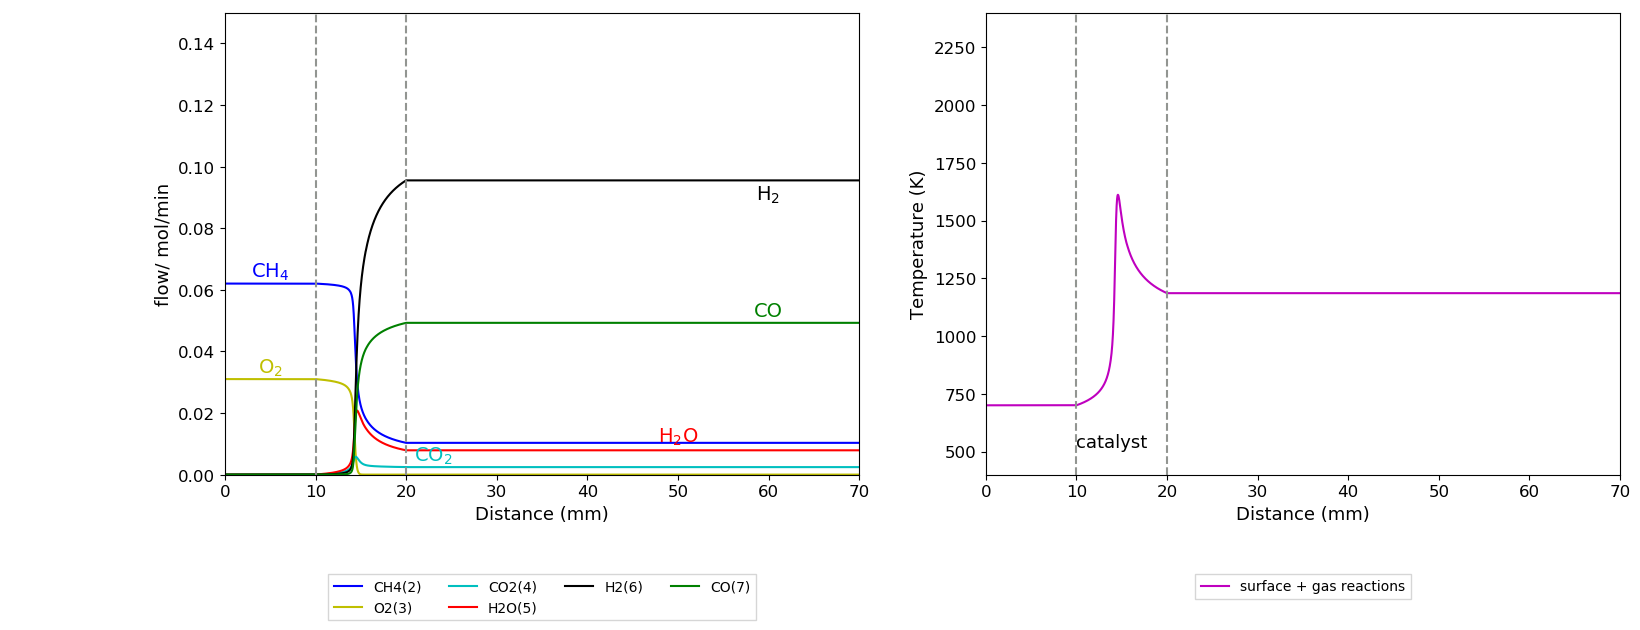 0.14
0.12
0.10
0.08
0.06
0.04
0.02
0.00
flow/ mol/min
CH₄
O₂
H₂
CO
H₂O
CO₂
0 10 20 30 40 50 60 70
Distance (mm)
CH4(2) CO2(4) H2(6) CO(7)
O2(3) H2O(5)
2250
2000
1750
1500
1250
1000
750
500
Temperature (K)
catalyst
0 10 20 30 40 50 60 70
Distance (mm)
surface + gas reactions